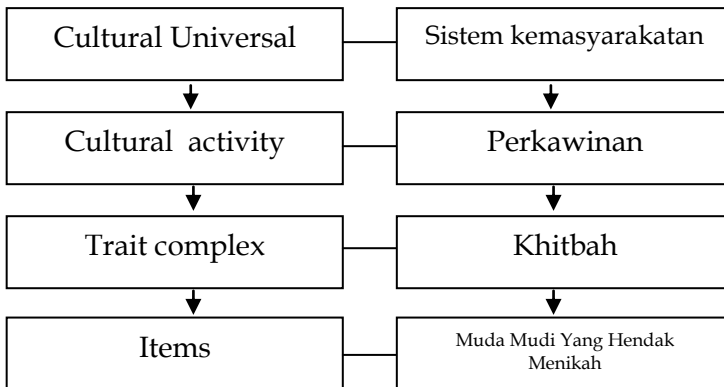 Cultural Universal
Sistem kemasyarakatan
Cultural activity
Perkawinan
Trait complex
Khitbah
Items
Muda Mudi Yang Hendak
Menikah